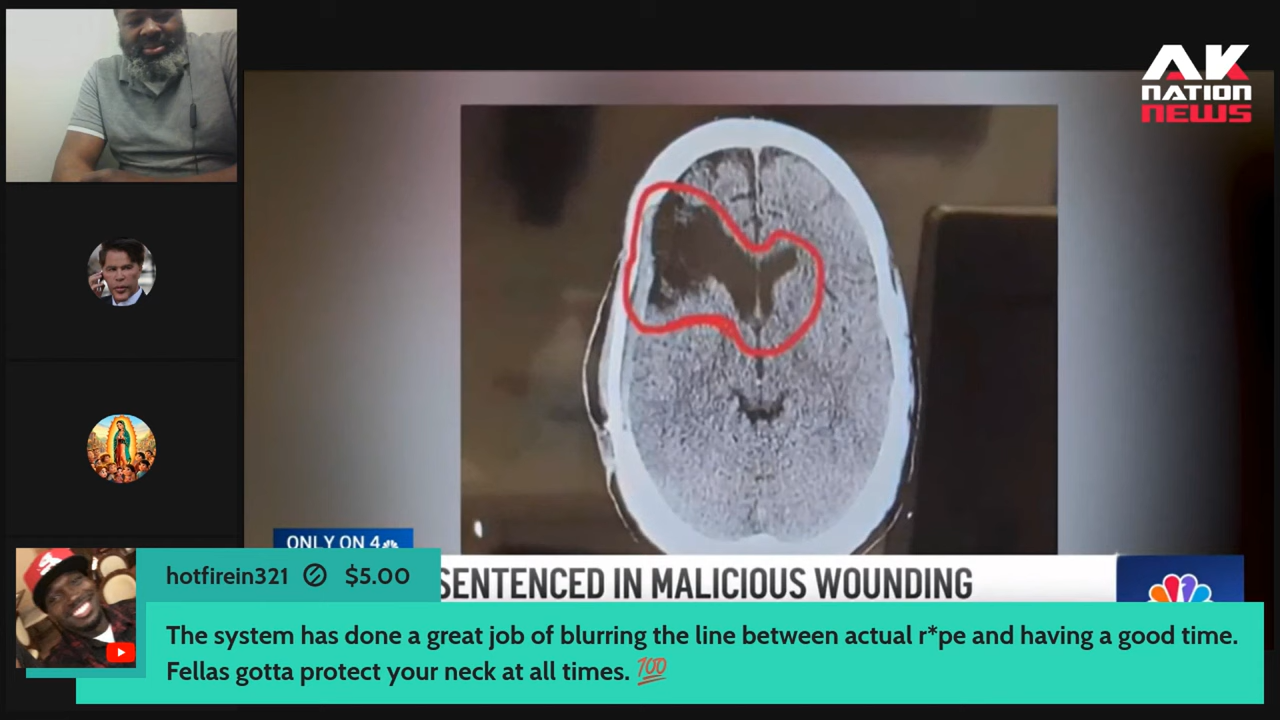 AK
NATION
NEWS
ONLY ON 4
SENTENCED IN MALICIOUS WOUNDING
hotfirein321 $5.00
The system has done a great job of blurring the line between actual r*pe and having a good time.
Fellas gotta protect your neck at all times. 💯